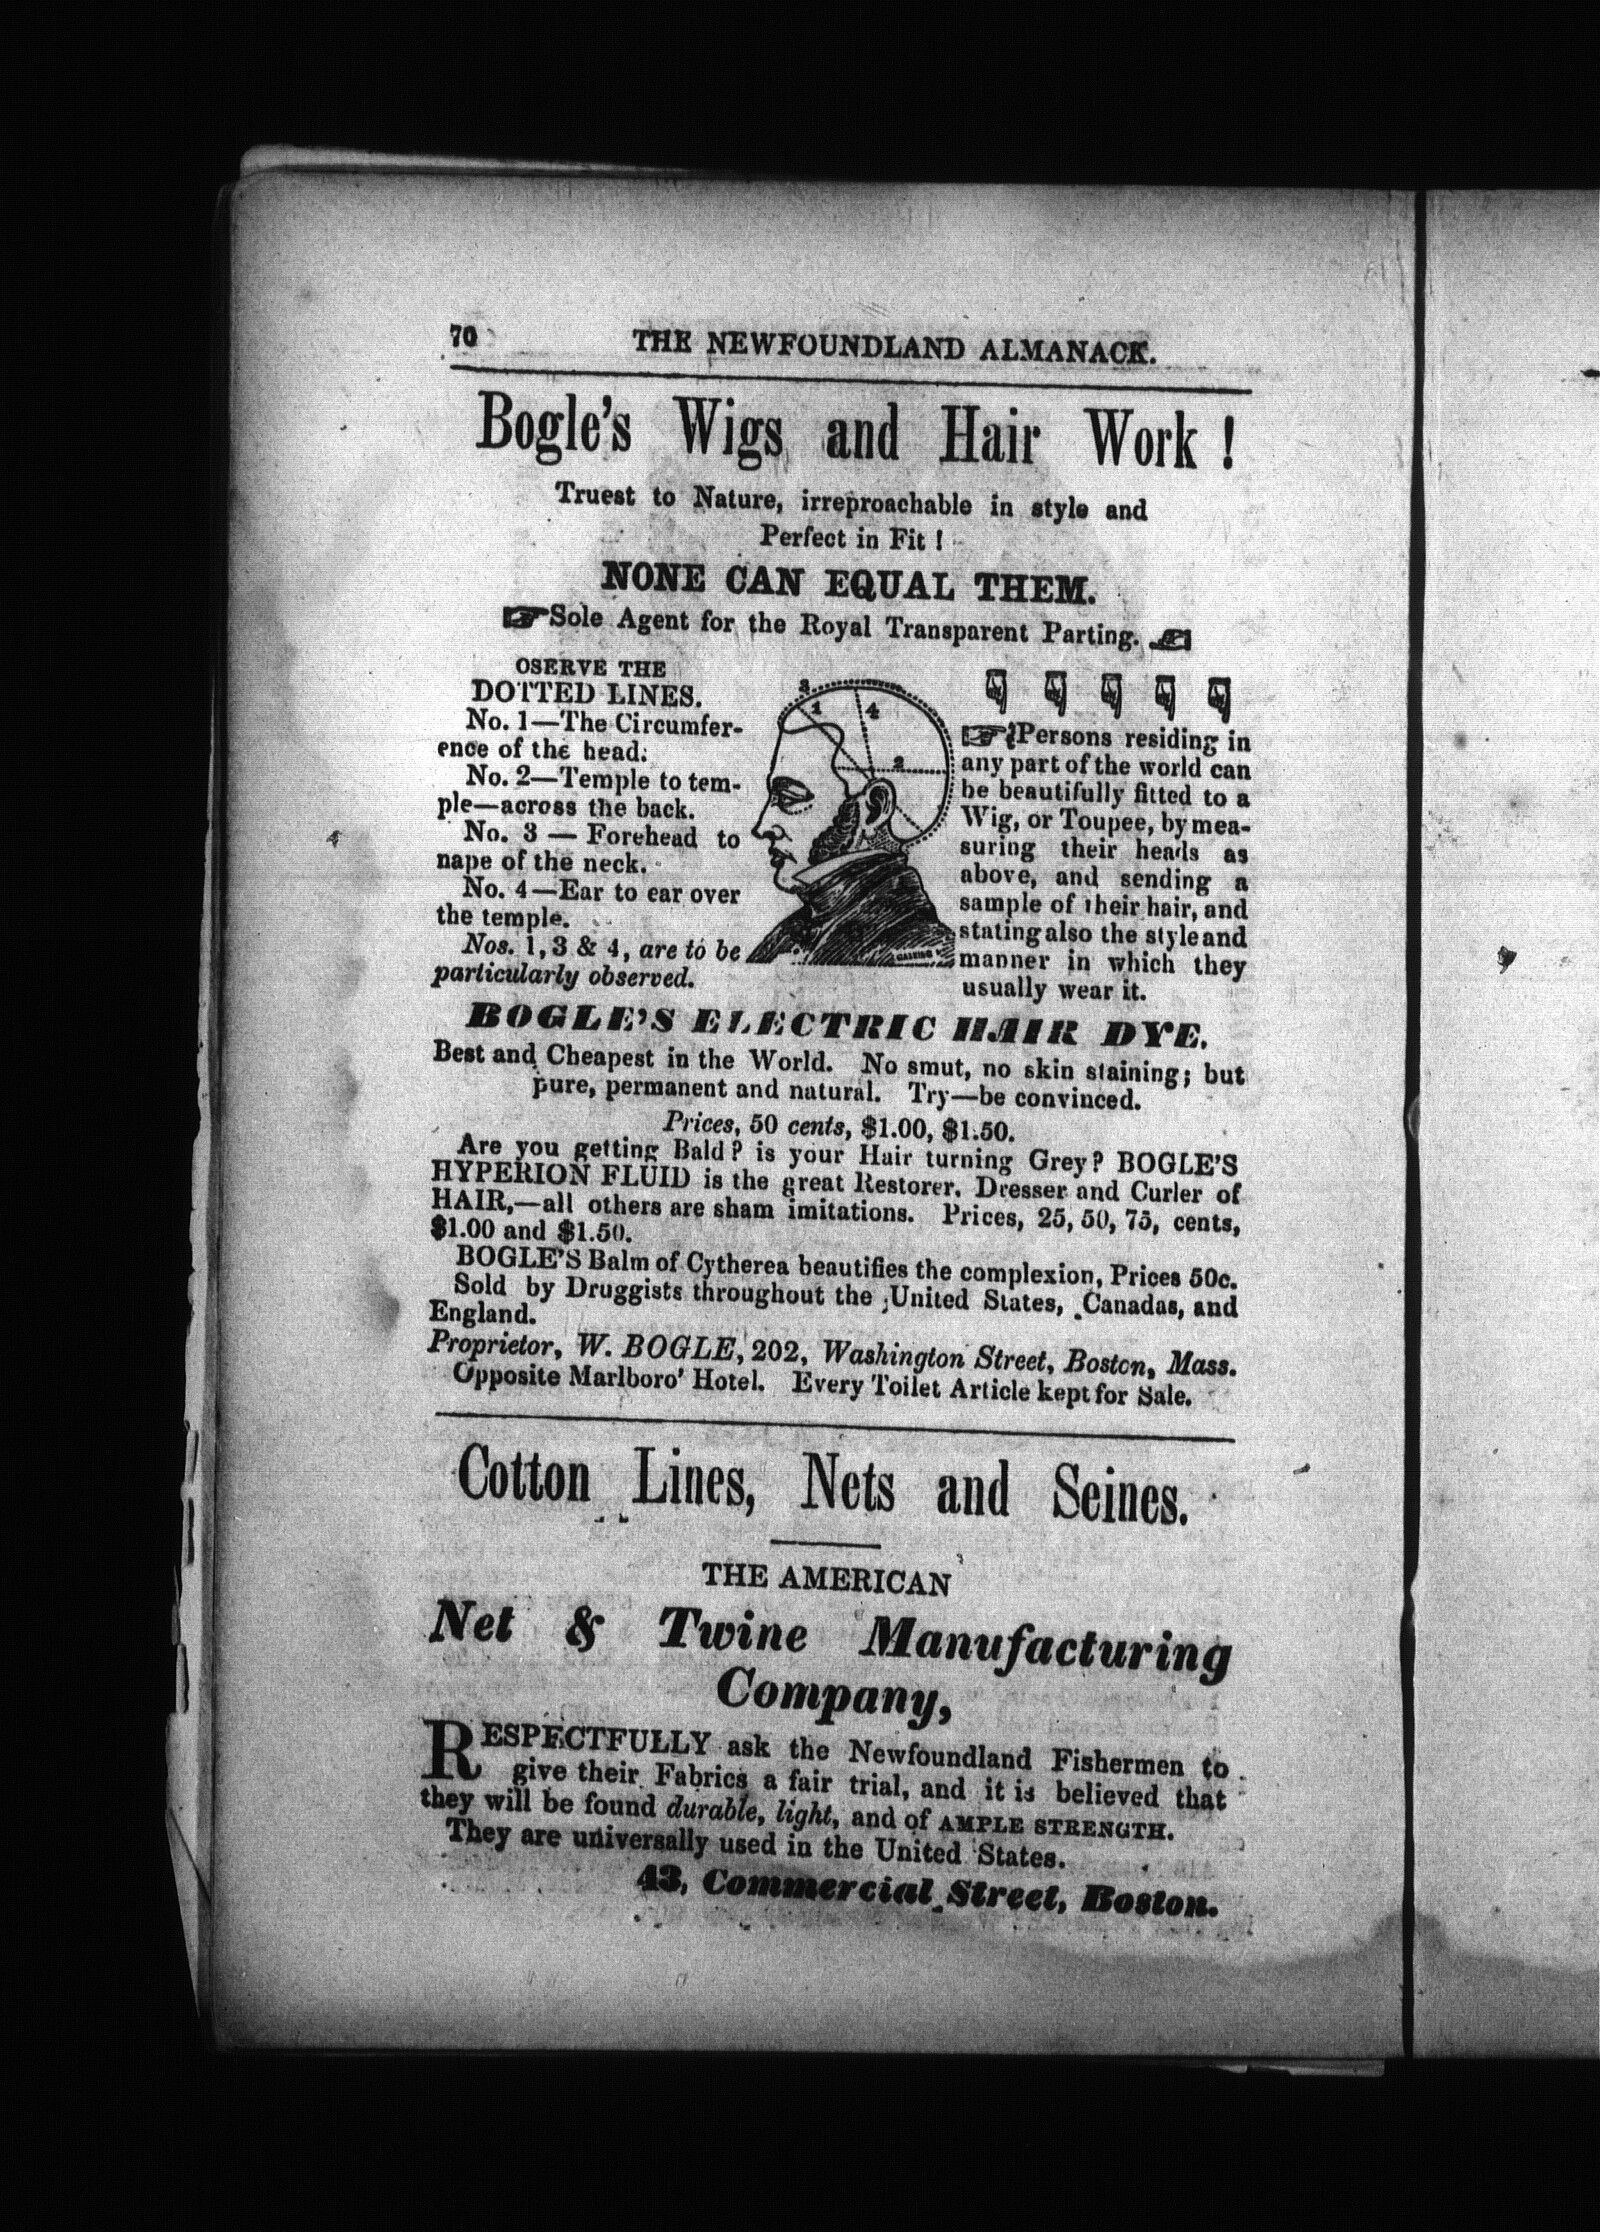 70 THE NEWFOUNDLAND ALMANACK.
Bogle's Wigs and Hair Work !
Truest to Nature, irreproachable in style and
Perfect in Fit !
NONE CAN EQUAL THEM.
☞Sole Agent for the Royal Transparent Parting.☜
OSERVE THE
DOTTED LINES.
No. 1—The Circumfer-
ence of the head.
No. 2—Temple to tem-
ple—across the back.
No. 3 — Forehead to
nape of the neck.
No. 4—Ear to ear over
the temple.
Nos. 1, 3 & 4, are to be
particularly observed.
3
1
4
2
☟ ☟ ☟ ☟ ☟
☞Persons residing in
any part of the world can
be beautifully fitted to a
Wig, or Toupee, by mea-
suring their heads as
above, and sending a
sample of their hair, and
stating also the style and
manner in which they
usually wear it.
BOGLE'S ELECTRIC HAIR DYE.
Best and Cheapest in the World. No smut, no skin staining; but
pure, permanent and natural. Try—be convinced.
Prices, 50 cents, $1.00, $1.50.
Are you getting Bald? is your Hair turning Grey? BOGLE'S
HYPERION FLUID is the great Restorer, Dresser and Curler of
HAIR,—all others are sham imitations. Prices, 25, 50, 75, cents,
$1.00 and $1.50.
BOGLE'S Balm of Cytherea beautifies the complexion, Prices 50c.
Sold by Druggists throughout the United States, Canadas, and
England.
Proprietor, W. BOGLE, 202, Washington Street, Boston, Mass.
Opposite Marlboro' Hotel. Every Toilet Article kept for Sale.
Cotton Lines, Nets and Seines.
THE AMERICAN
Net & Twine Manufacturing
Company,
RESPECTFULLY ask the Newfoundland Fishermen to
give their Fabrics a fair trial, and it is believed that
they will be found durable, light, and of AMPLE STRENGTH.
They are universally used in the United States.
43, Commercial Street, Boston.